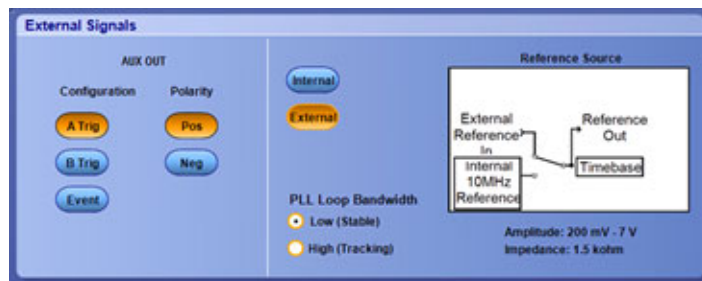 External Signals
AUX OUT
Configuration Polarity
A Trig Pos
B Trig Neg
Event
Internal
External
PLL Loop Bandwidth
Low (Stable)
High (Tracking)
Reference Source
External
Reference
In
Internal
10MHz
Reference
Reference
Out
Timebase
Amplitude: 200 mV - 7 V
Impedance: 1.5 kohm